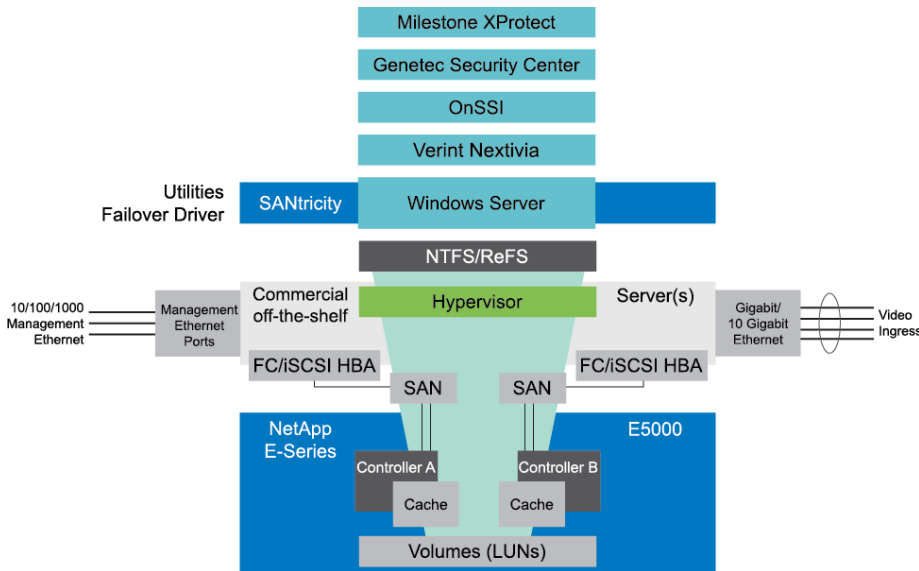 Milestone XProtect
Genetec Security Center
OnSSI
Verint Nextivia
Utilities
Failover Driver
SANtricity
Windows Server
NTFS/ReFS
10/100/1000
Management
Ethernet
Management
Ethernet
Ports
Commercial
off-the-shelf
Hypervisor
Server(s)
Gigabit/
10 Gigabit
Ethernet
Video
Ingress
FC/iSCSI HBA
SAN
SAN
FC/iSCSI HBA
NetApp
E-Series
E5000
Controller A
Cache
Controller B
Cache
Volumes (LUNs)